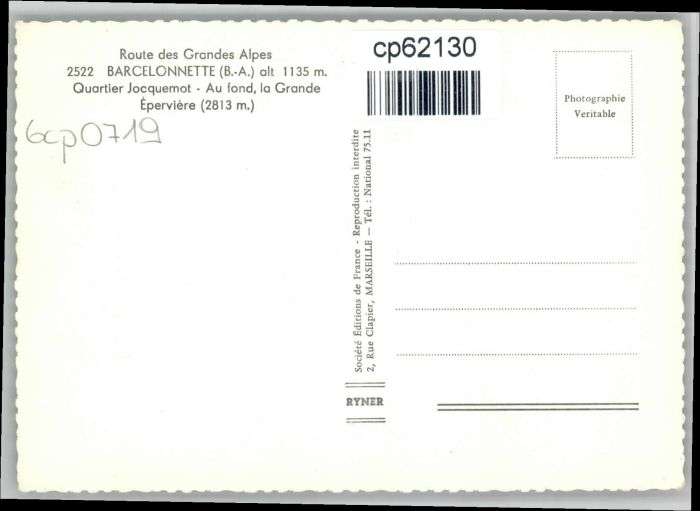 Route des Grandes Alpes
2522 BARCELONNETTE (B.-A.) alt 1135 m.
Quartier Jocquemot - Au fond, la Grande
Épervière (2813 m.)
6cp0719
cp62130
Photographie
Veritable
Société Éditions de France - Reproduction interdite
2, Rue Clapier, MARSEILLE — Tél. : National 75.11
RYNER